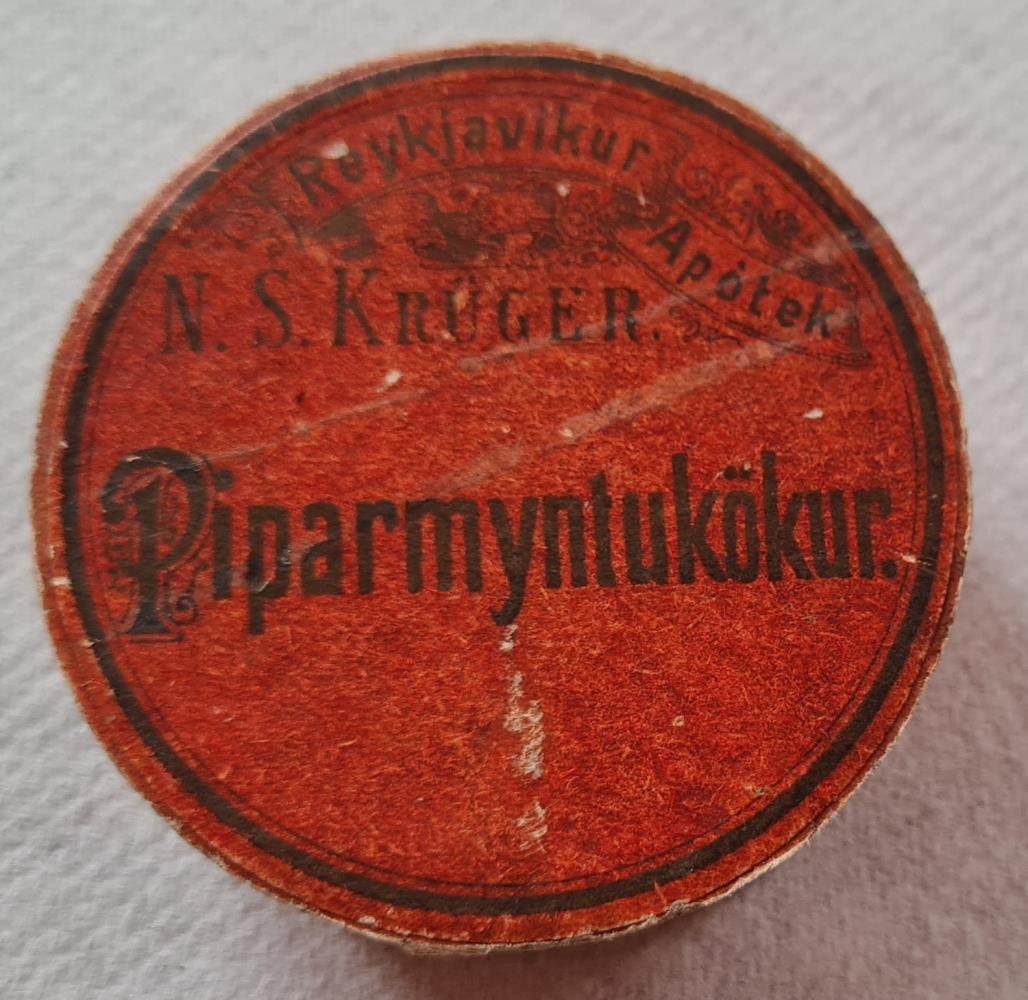 Reykjavikur Apótek
N. S. KRÜGER.
Piparmyntukökur.